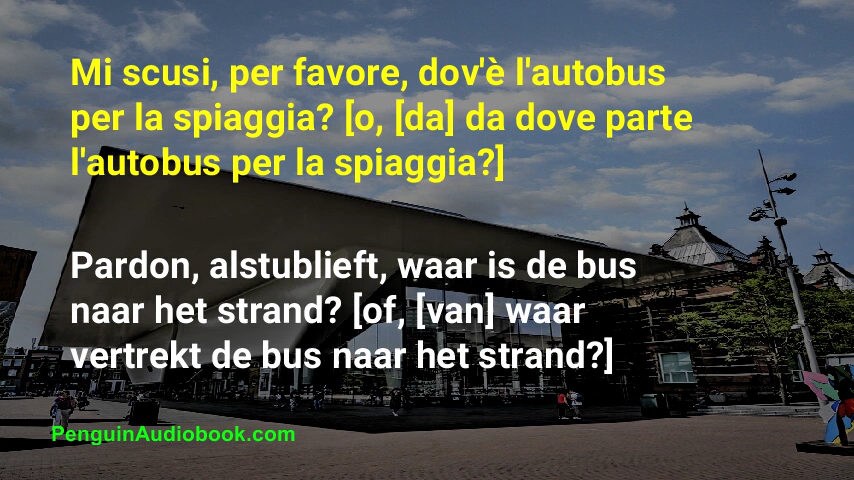 Mi scusi, per favore, dov'è l'autobus
per la spiaggia? [o, [da] da dove parte
l'autobus per la spiaggia?]
Pardon, alstublieft, waar is de bus
naar het strand? [of, [van] waar
vertrekt de bus naar het strand?]
PenguinAudiobook.com